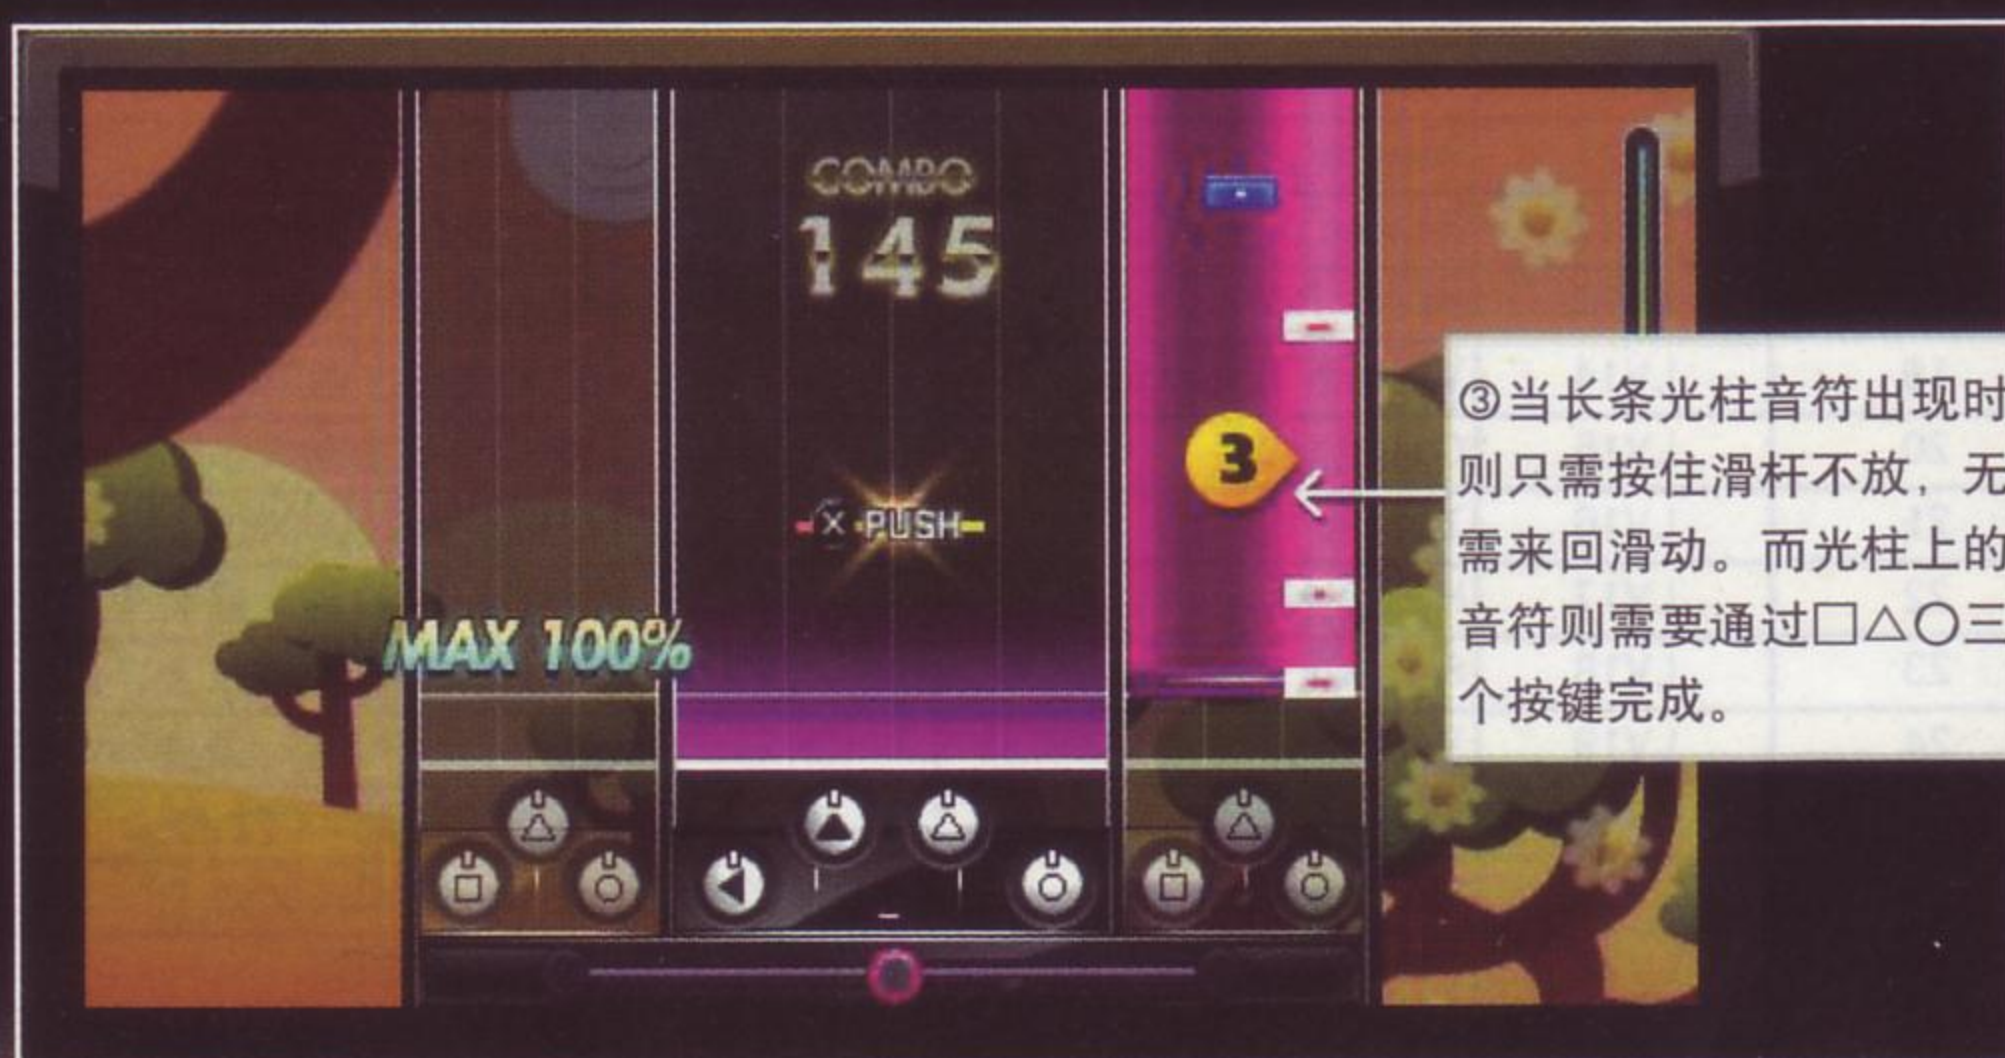 COMBO
145
3
X PUSH
MAX 100%
③当长条光柱音符出现时
则只需按住滑杆不放，无
需来回滑动。而光柱上的
音符则需要通过□△○三
个按键完成。